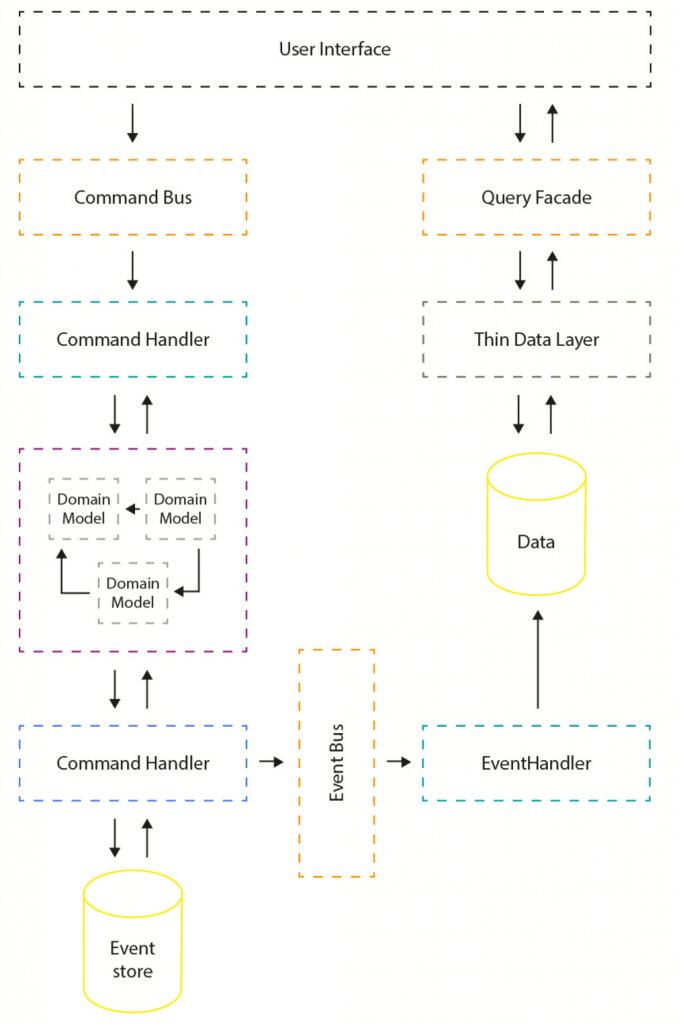 User Interface
Command Bus
Query Facade
Command Handler
Thin Data Layer
Domain
Model
Domain
Model
Domain
Model
Data
Command Handler
Event Bus
EventHandler
Event
store